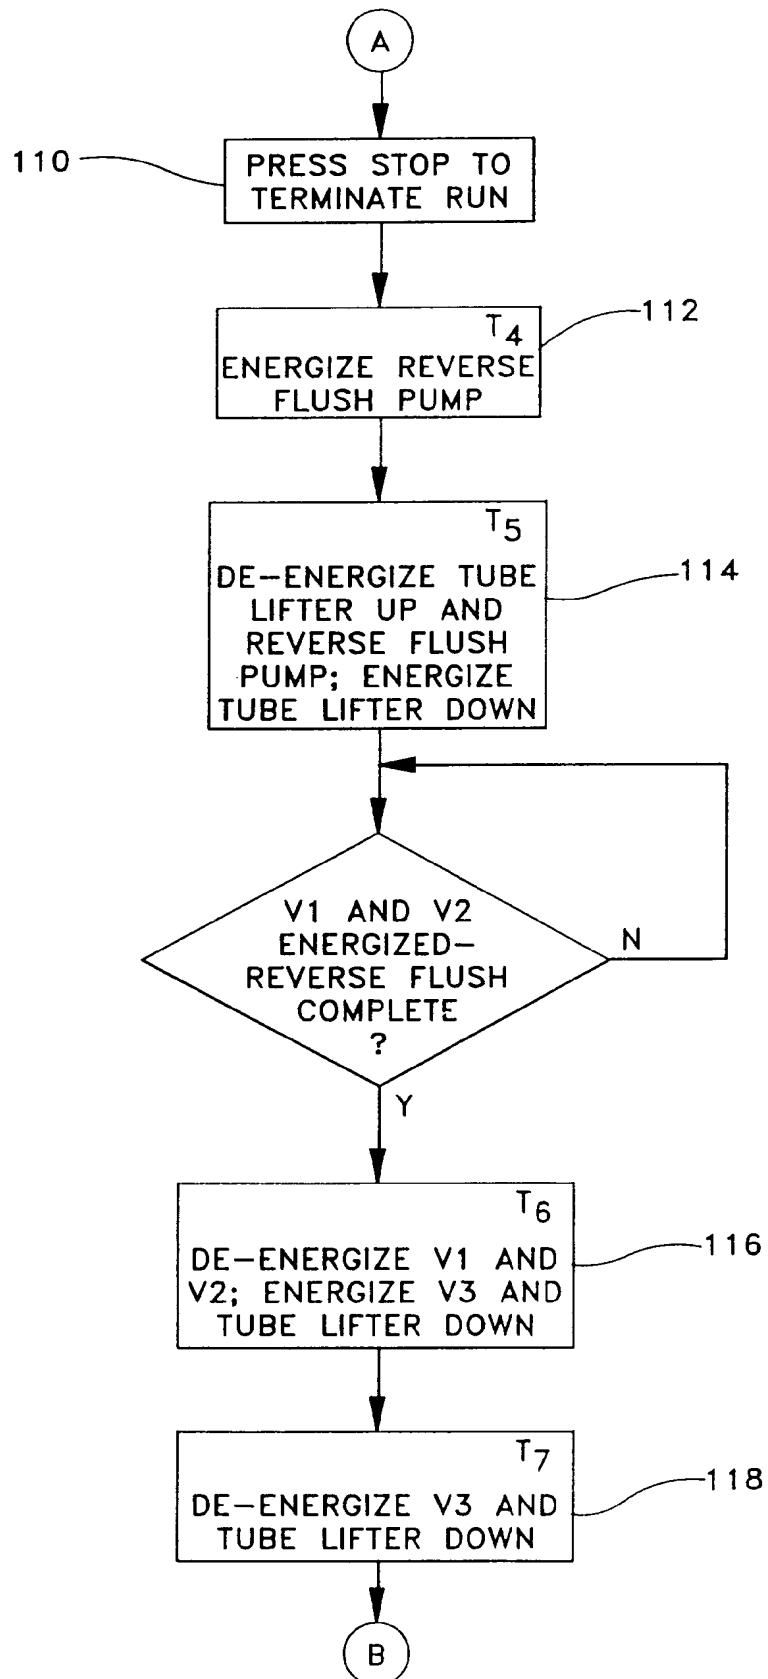 A
110
PRESS STOP TO
TERMINATE RUN
T4
112
ENERGIZE REVERSE
FLUSH PUMP
T5
114
DE-ENERGIZE TUBE
LIFTER UP AND
REVERSE FLUSH
PUMP; ENERGIZE
TUBE LIFTER DOWN
V1 AND V2
ENERGIZED-
REVERSE FLUSH
COMPLETE
?
N
Y
T6
116
DE-ENERGIZE V1 AND
V2; ENERGIZE V3 AND
TUBE LIFTER DOWN
T7
118
DE-ENERGIZE V3 AND
TUBE LIFTER DOWN
B